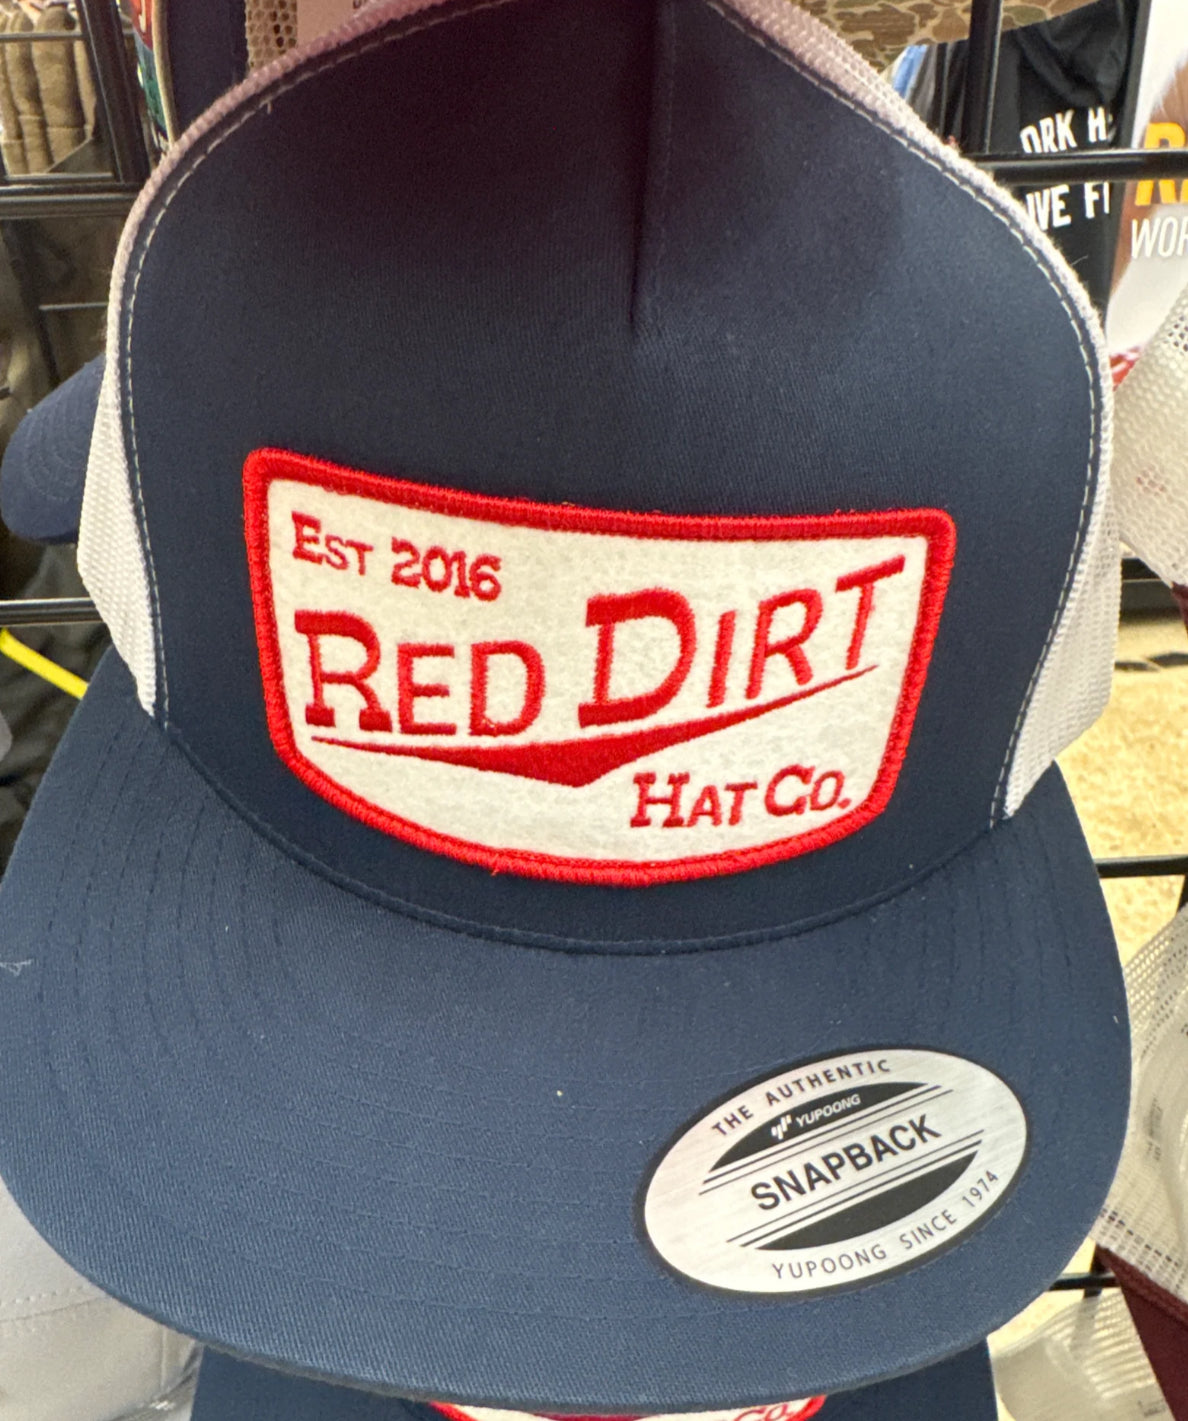 EST 2016
RED DIRT
HAT CO.
THE AUTHENTIC
YUPOONG
SNAPBACK
YUPOONG SINCE 1974